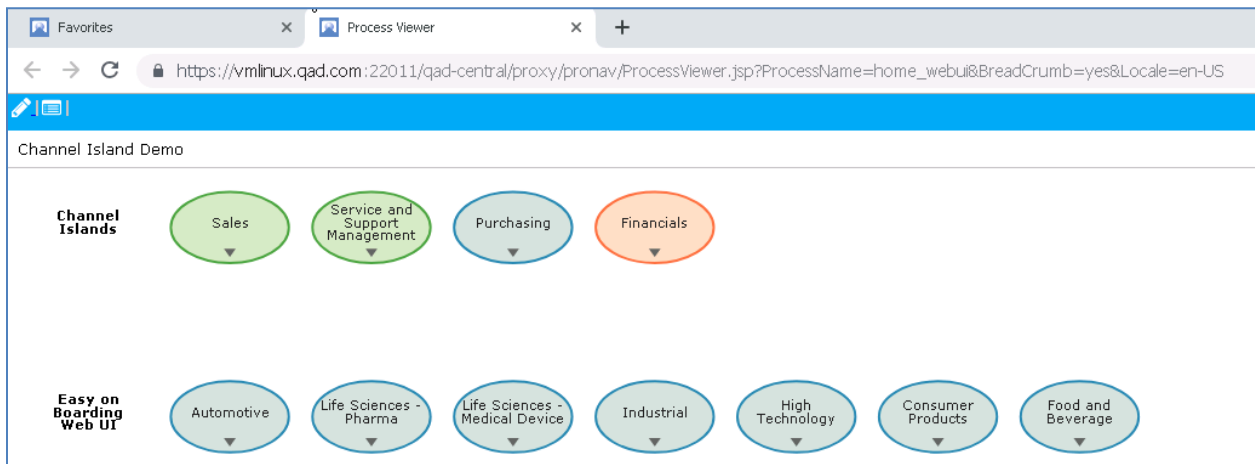 Favorites
Process Viewer
https://vmlinux.qad.com:22011/qad-central/proxy/pronav/ProcessViewer.jsp?ProcessName=home_webui&BreadCrumb=yes&Locale=en-US
Channel Island Demo
Channel
Islands
Sales
Service and
Support
Management
Purchasing
Financials
Easy on
Boarding
Web UI
Automotive
Life Sciences -
Pharma
Life Sciences -
Medical Device
Industrial
High
Technology
Consumer
Products
Food and
Beverage